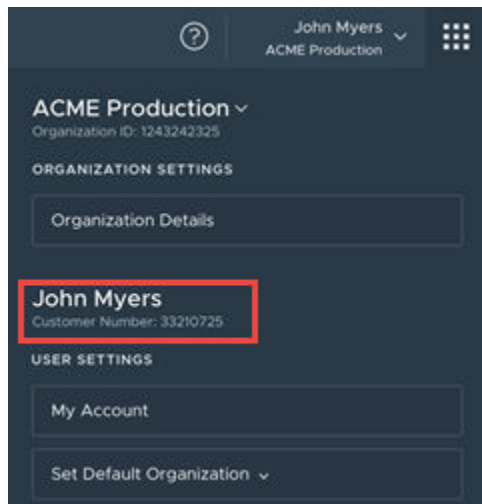 John Myers
ACME Production
ACME Production
Organization ID: 1243242325
ORGANIZATION SETTINGS
Organization Details
John Myers
Customer Number: 33210725
USER SETTINGS
My Account
Set Default Organization